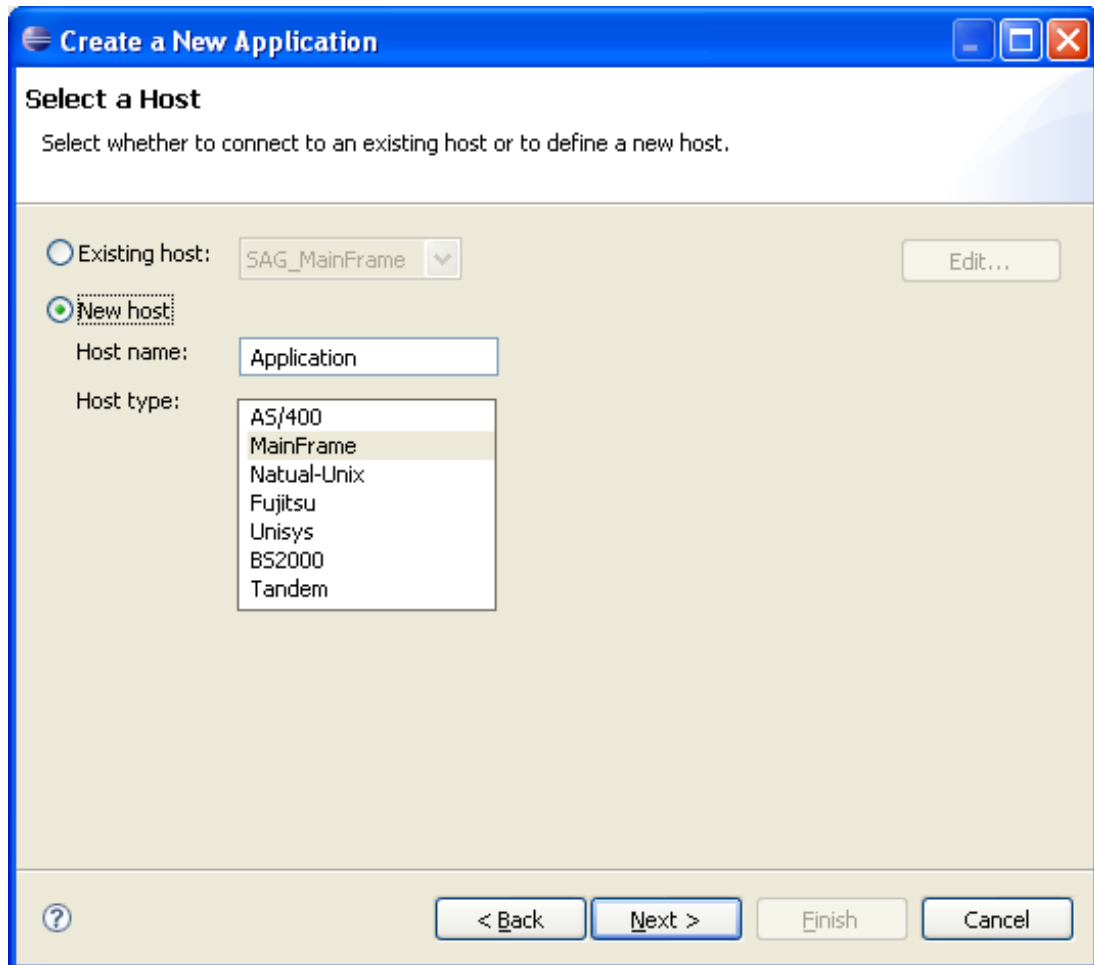 Create a New Application
Select a Host
Select whether to connect to an existing host or to define a new host.
Existing host: SAG_MainFrame Edit...
New host
Host name: Application
Host type:
AS/400
MainFrame
Natual-Unix
Fujitsu
Unisys
BS2000
Tandem
? < Back Next > Finish Cancel